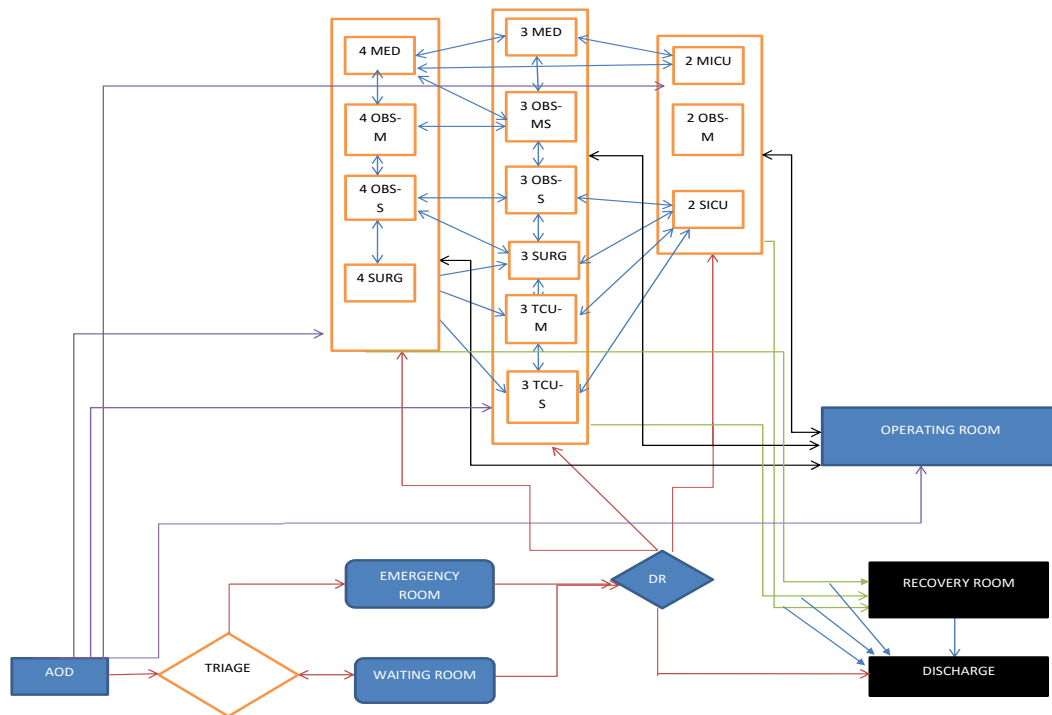 4 MED
4 OBS-
M
4 OBS-
S
4 SURG
3 MED
3 OBS-
MS
3 OBS-
S
3 SURG
3 TCU-
M
3 TCU-
S
2 MICU
2 OBS-
M
2 SICU
OPERATING ROOM
EMERGENCY
ROOM
DR
RECOVERY ROOM
AOD
TRIAGE
WAITING ROOM
DISCHARGE